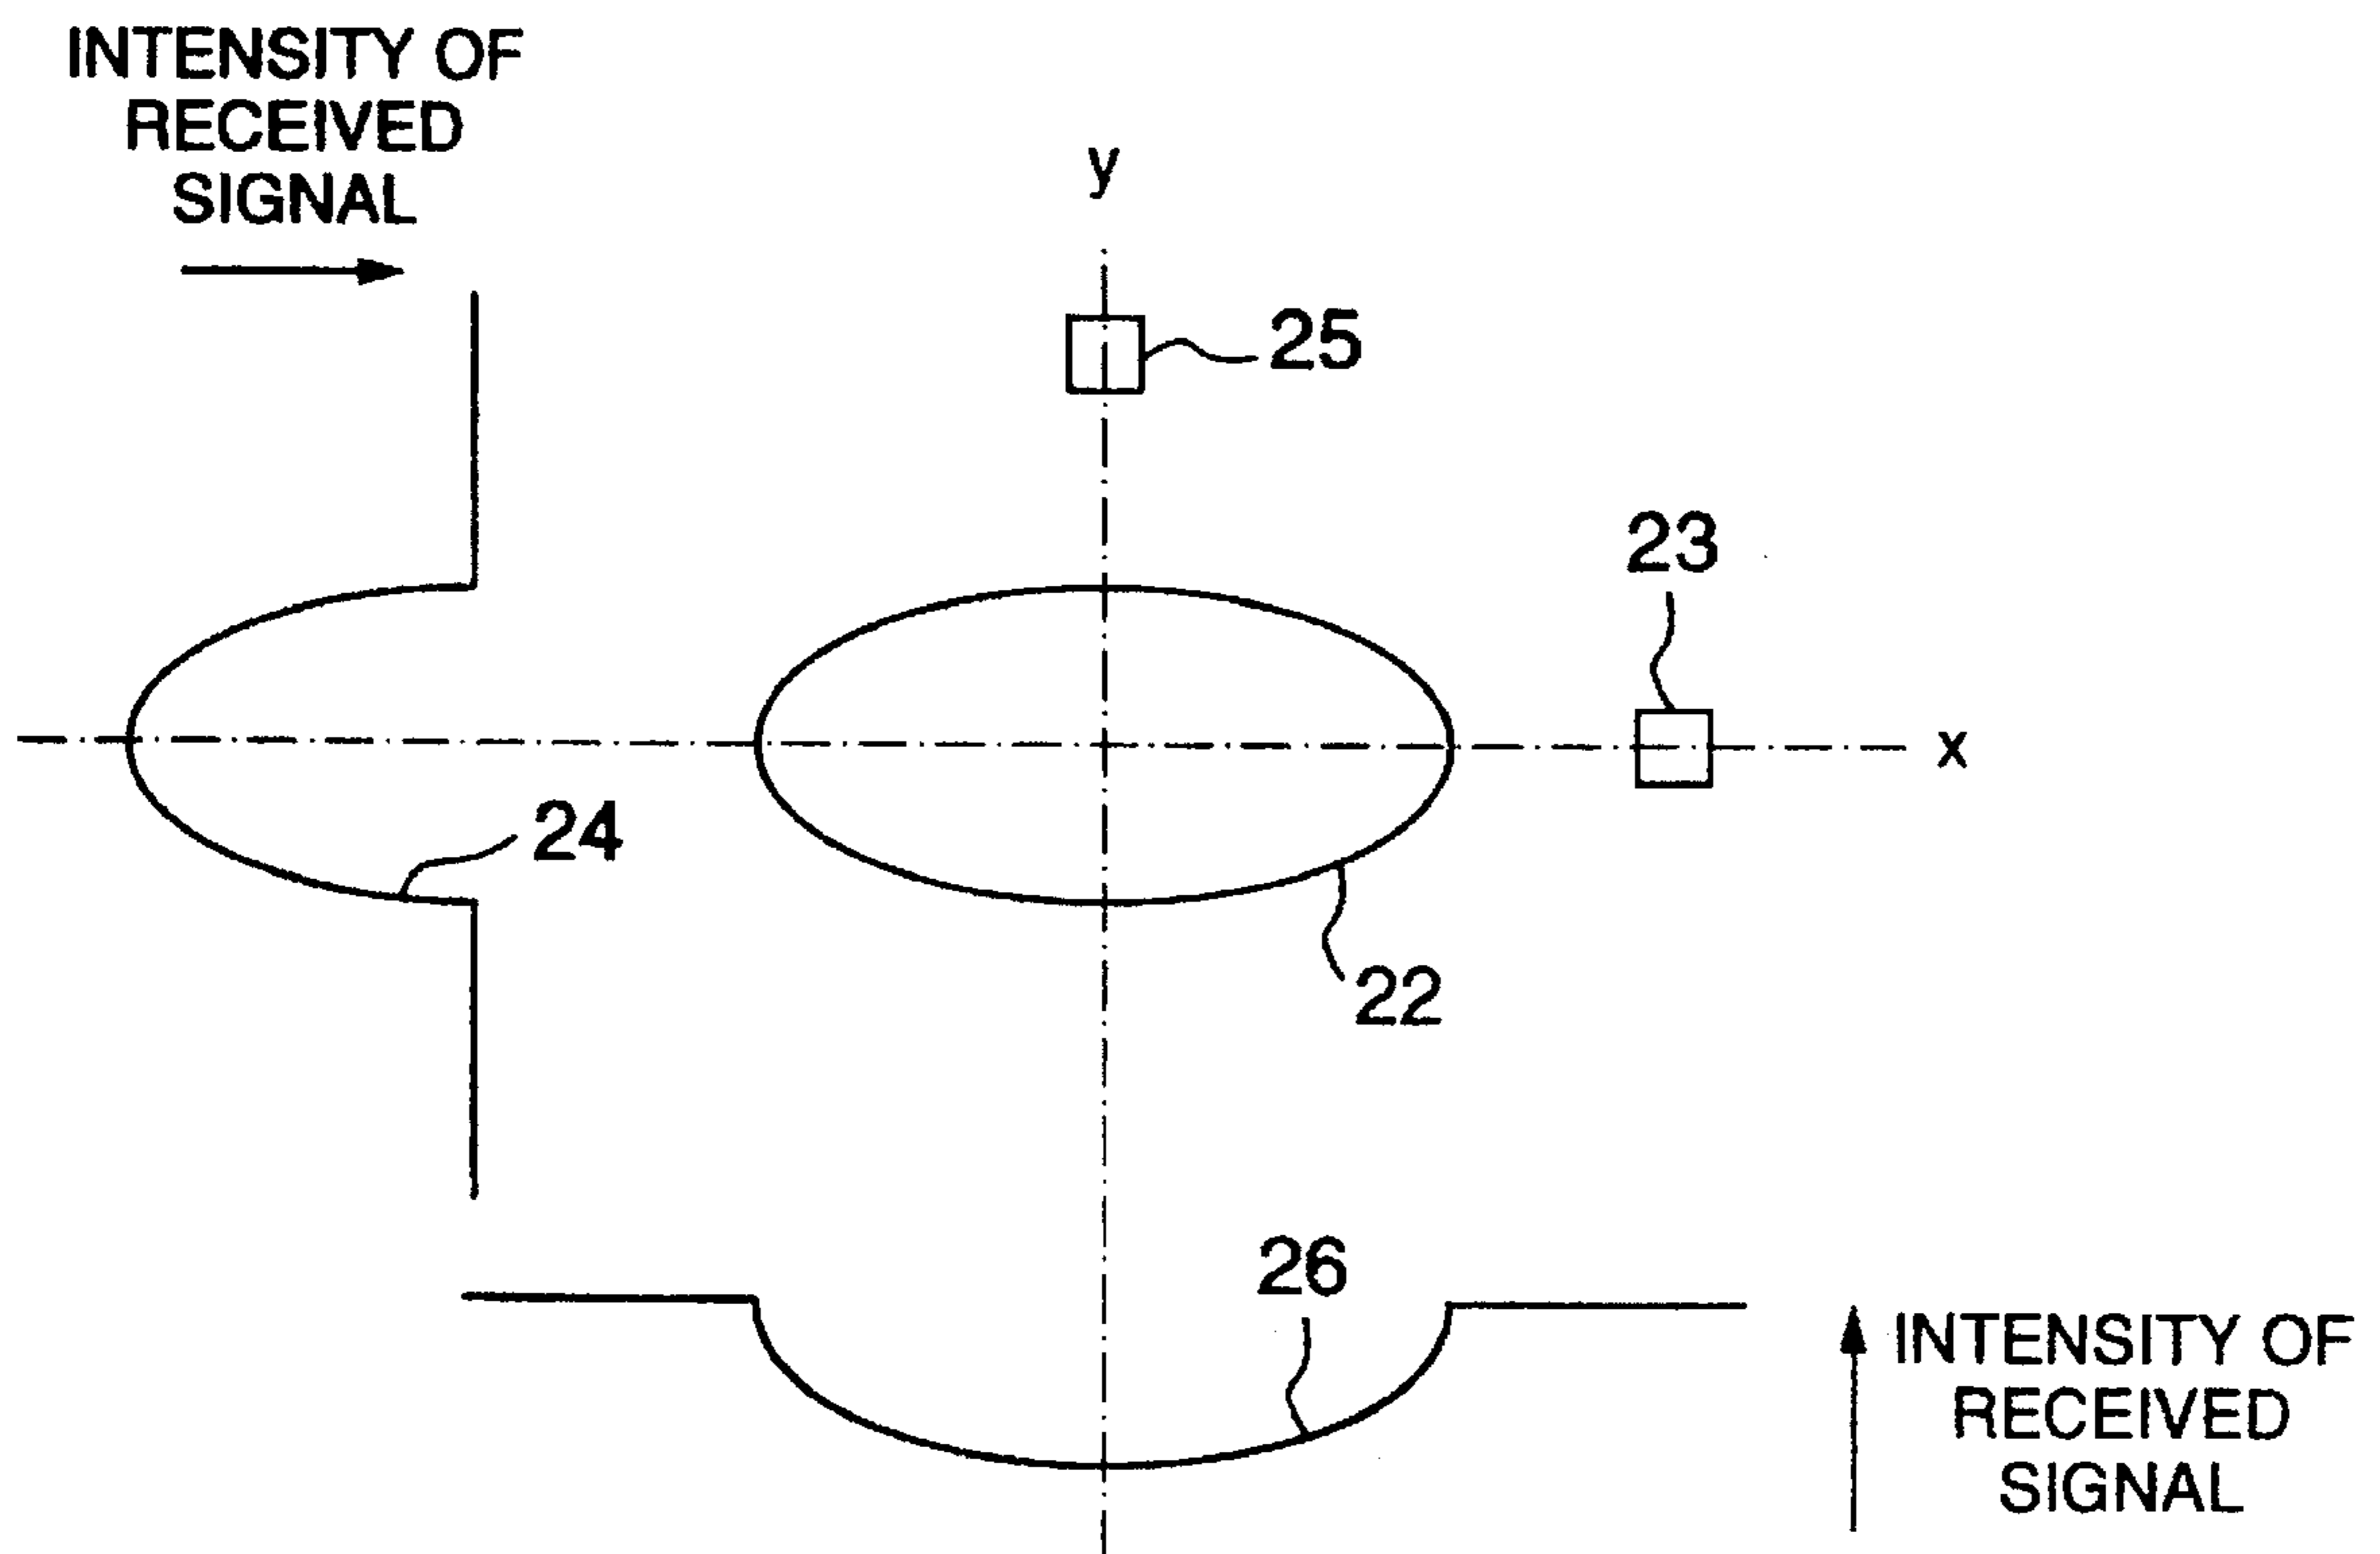 INTENSITY OF
RECEIVED
SIGNAL
y
25
23
x
24
22
26
INTENSITY OF
RECEIVED
SIGNAL